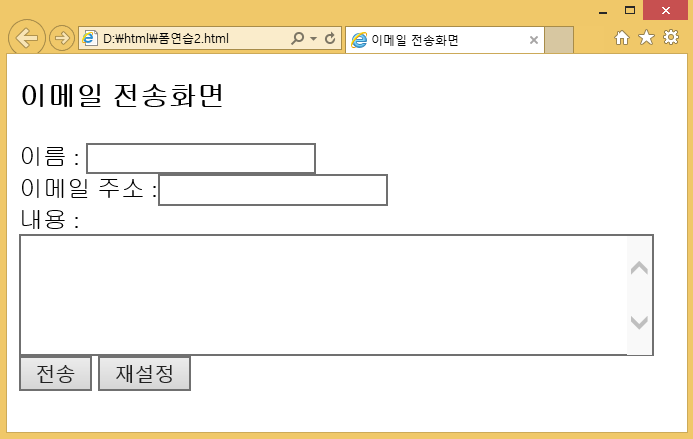 D:₩html₩폼연습2.html
이메일 전송화면
이메일 전송화면
이름 :
이메일 주소 :
내용 :
전송 재설정